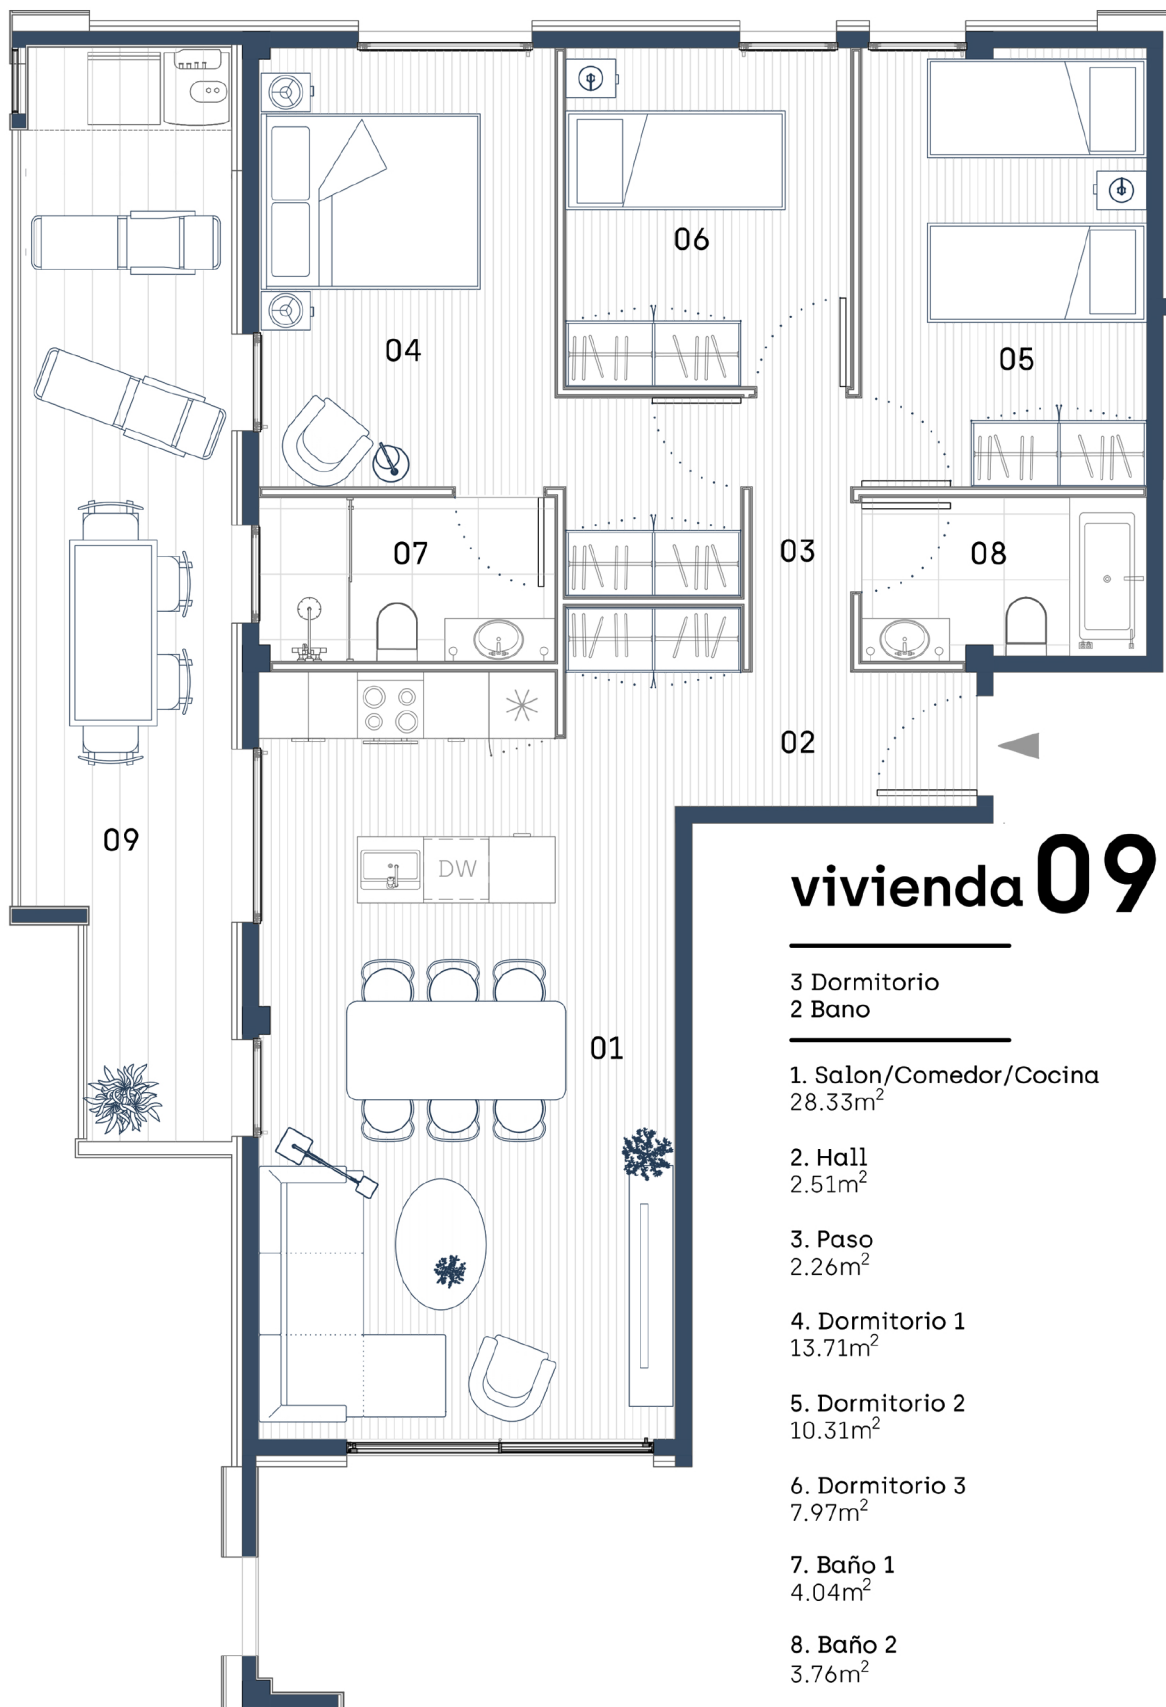 06
04
05
07
03
08
02
09
DW
01
vivienda 09
3 Dormitorio
2 Bano
1. Salon/Comedor/Cocina
28.33m²
2. Hall
2.51m²
3. Paso
2.26m²
4. Dormitorio 1
13.71m²
5. Dormitorio 2
10.31m²
6. Dormitorio 3
7.97m²
7. Baño 1
4.04m²
8. Baño 2
3.76m²